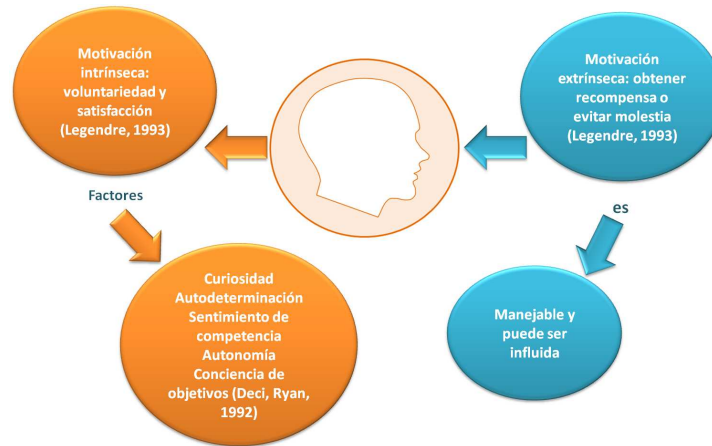 Motivación
intrínseca:
voluntariedad y
satisfacción
(Legendre, 1993)
Motivación
extrínseca: obtener
recompensa o
evitar molestia
(Legendre, 1993)
Factores
es
Curiosidad
Autodeterminación
Sentimiento de
competencia
Autonomía
Conciencia de
objetivos (Deci, Ryan,
1992)
Manejable y
puede ser
influida